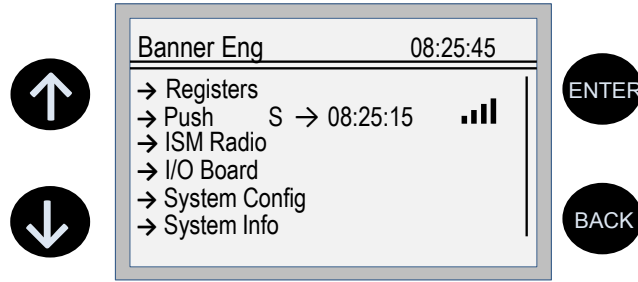 Banner Eng 08:25:45
→ Registers
→ Push S → 08:25:15
→ ISM Radio
→ I/O Board
→ System Config
→ System Info
ENTER
BACK